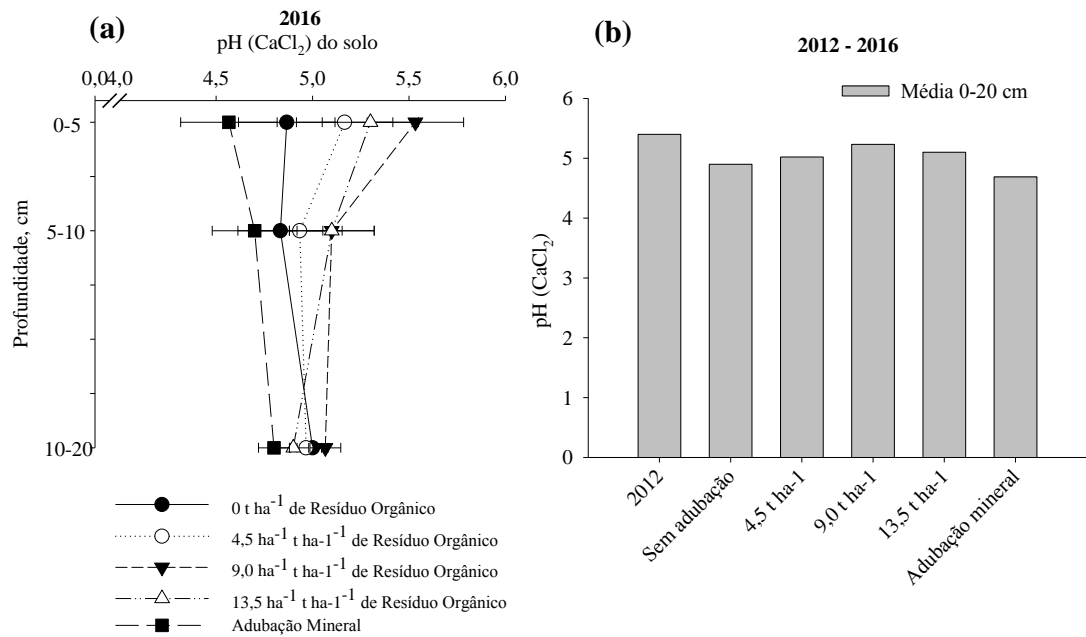 (a)
2016
pH (CaCl2) do solo
0,0 4,0 4,5 5,0 5,5 6,0
Profundidade, cm
0-5
5-10
10-20
0 t ha-1 de Resíduo Orgânico
4,5 ha-1 t ha-1-1 de Resíduo Orgânico
9,0 ha-1 t ha-1-1 de Resíduo Orgânico
13,5 ha-1 t ha-1-1 de Resíduo Orgânico
Adubação Mineral
(b)
2012 - 2016
Média 0-20 cm
pH (CaCl2)
6
5
4
3
2
1
0
2012
Sem adubação
4,5 t ha-1
9,0 t ha-1
13,5 t ha-1
Adubação mineral